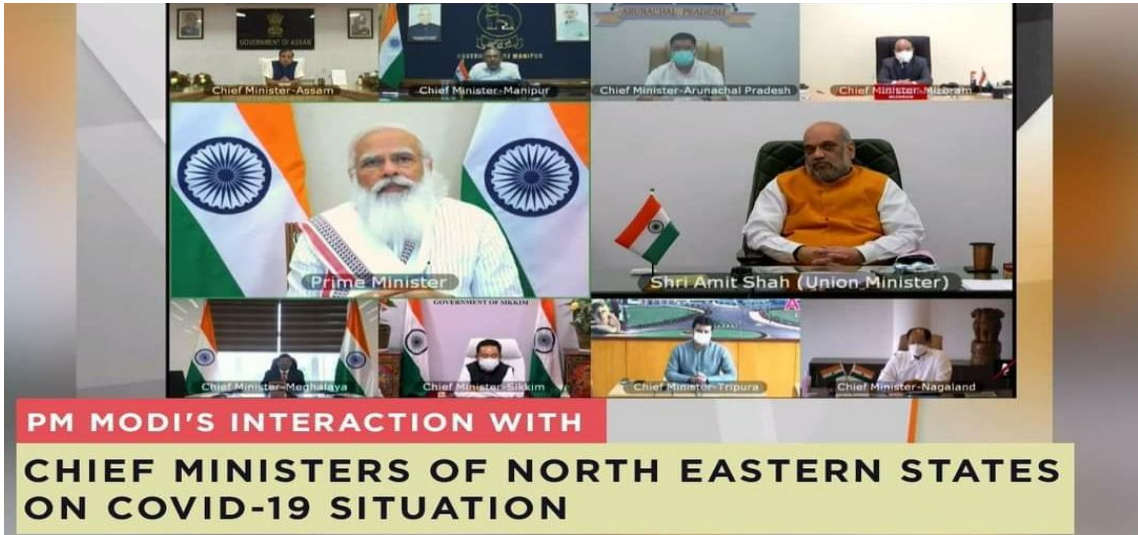 GOVERNMENT OF ASSAM
GOVERNMENT OF MANIPUR
ARUNACHAL PRADESH
Chief Minister-Assam
Chief Minister-Manipur
Chief Minister-Arunachal Pradesh
Chief Minister-Mizoram
Prime Minister
Shri Amit Shah (Union Minister)
GOVERNMENT OF SIKKIM
Chief Minister-Meghalaya
Chief Minister-Sikkim
Chief Minister-Tripura
Chief Minister-Nagaland
PM MODI'S INTERACTION WITH
CHIEF MINISTERS OF NORTH EASTERN STATES
ON COVID-19 SITUATION